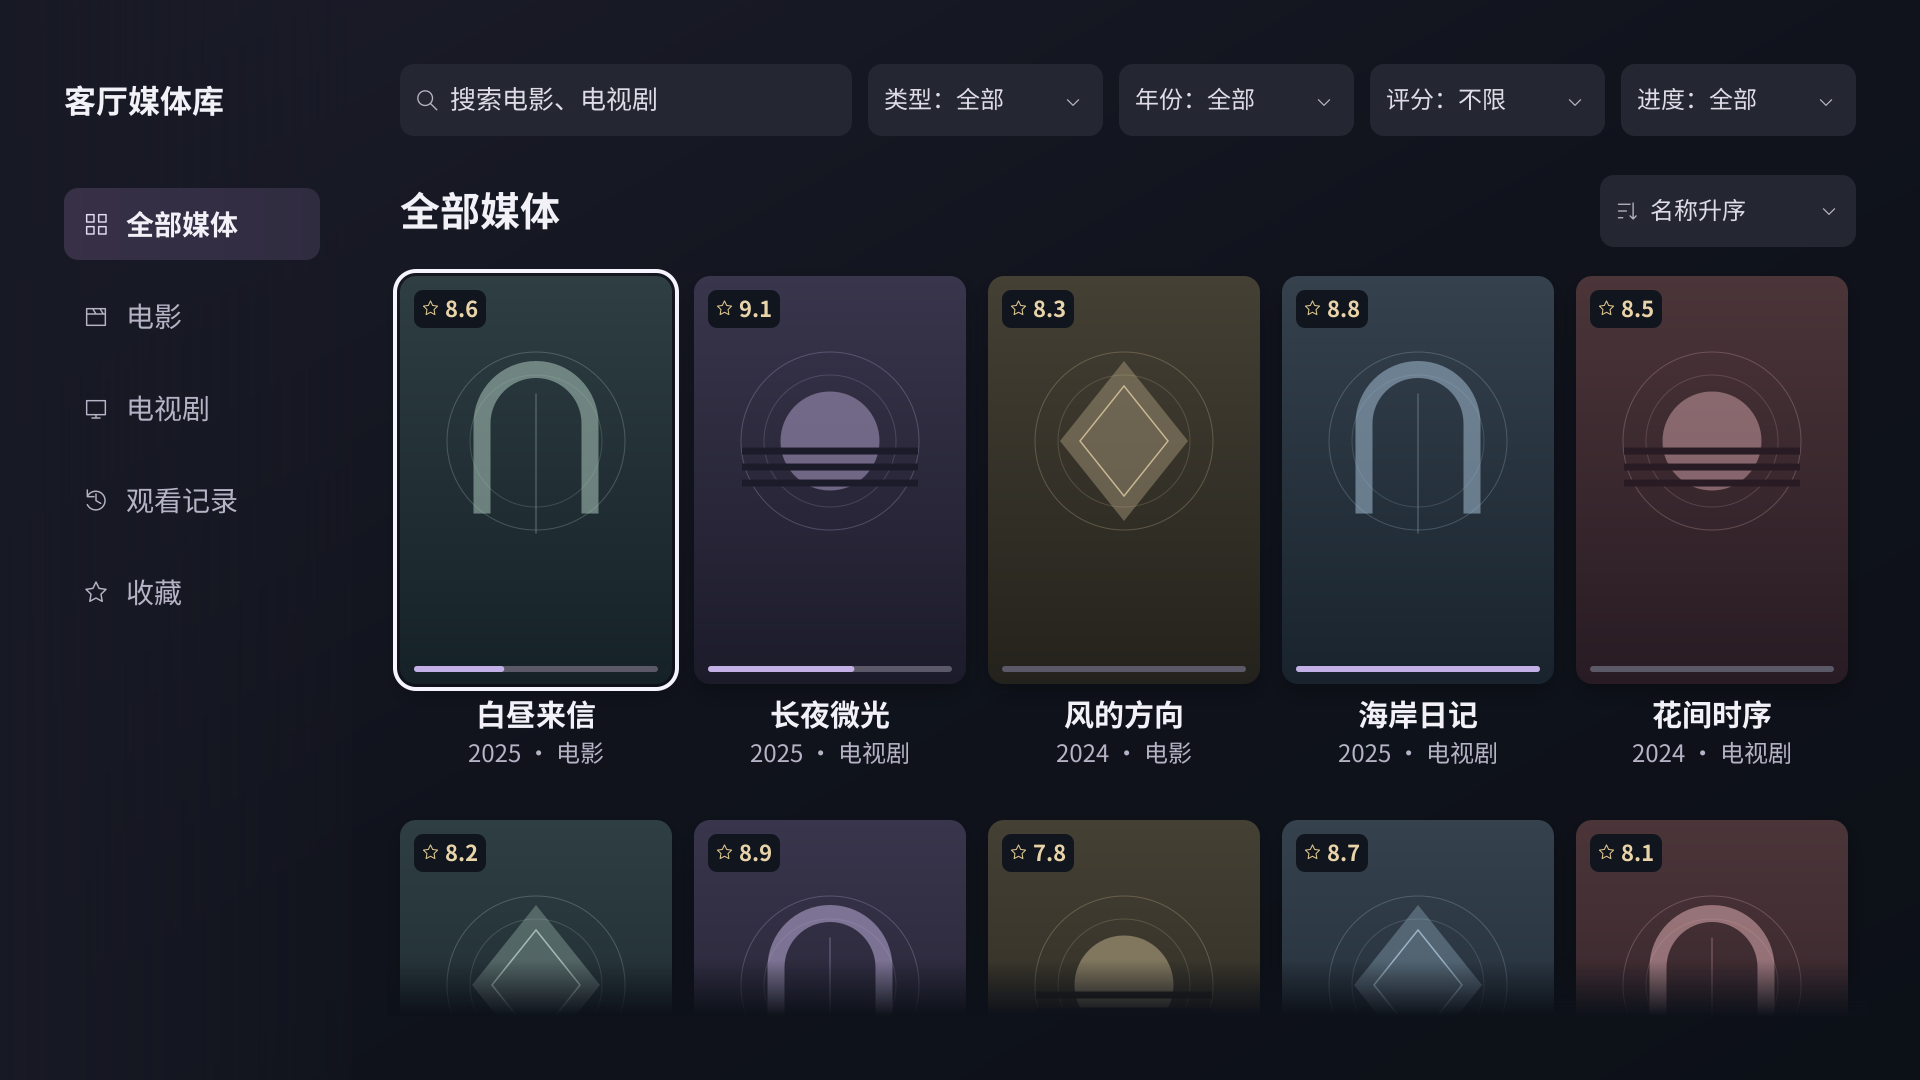 客厅媒体库
搜索电影、电视剧
类型：全部
年份：全部
评分：不限
进度：全部
全部媒体
电影
电视剧
观看记录
收藏
全部媒体
名称升序
8.6
9.1
8.3
8.8
8.5
白昼来信
2025 · 电影
长夜微光
2025 · 电视剧
风的方向
2024 · 电影
海岸日记
2025 · 电视剧
花间时序
2024 · 电视剧
8.2
8.9
7.8
8.7
8.1